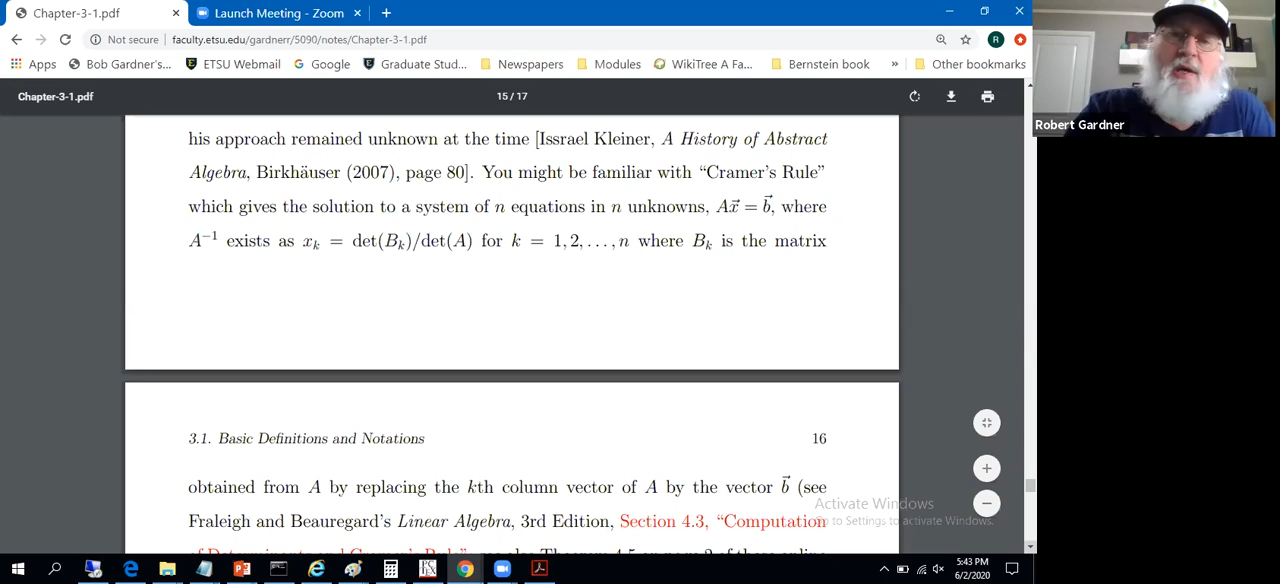 Chapter-3-1.pdf
Launch Meeting - Zoom
Not secure
faculty.etsu.edu/gardnerr/5090/notes/Chapter-3-1.pdf
R
Apps
Bob Gardner's...
ETSU Webmail
Google
Graduate Stud...
Newspapers
Modules
WikiTree A Fa...
Bernstein book
»
Other bookmarks
Chapter-3-1.pdf
15 / 17
Robert Gardner
his approach remained unknown at the time [Issrael Kleiner, A History of Abstract
Algebra, Birkhäuser (2007), page 80]. You might be familiar with “Cramer's Rule”
which gives the solution to a system of n equations in n unknowns, Ax⃗ = b⃗, where
A⁻¹ exists as xₖ = det(Bₖ)/det(A) for k = 1, 2, . . . , n where Bₖ is the matrix
3.1. Basic Definitions and Notations 16
obtained from A by replacing the kth column vector of A by the vector b⃗ (see
Fraleigh and Beauregard's Linear Algebra, 3rd Edition, Section 4.3, “Computation
Activate Windows
Go to Settings to activate Windows.
5:43 PM
6/2/2020